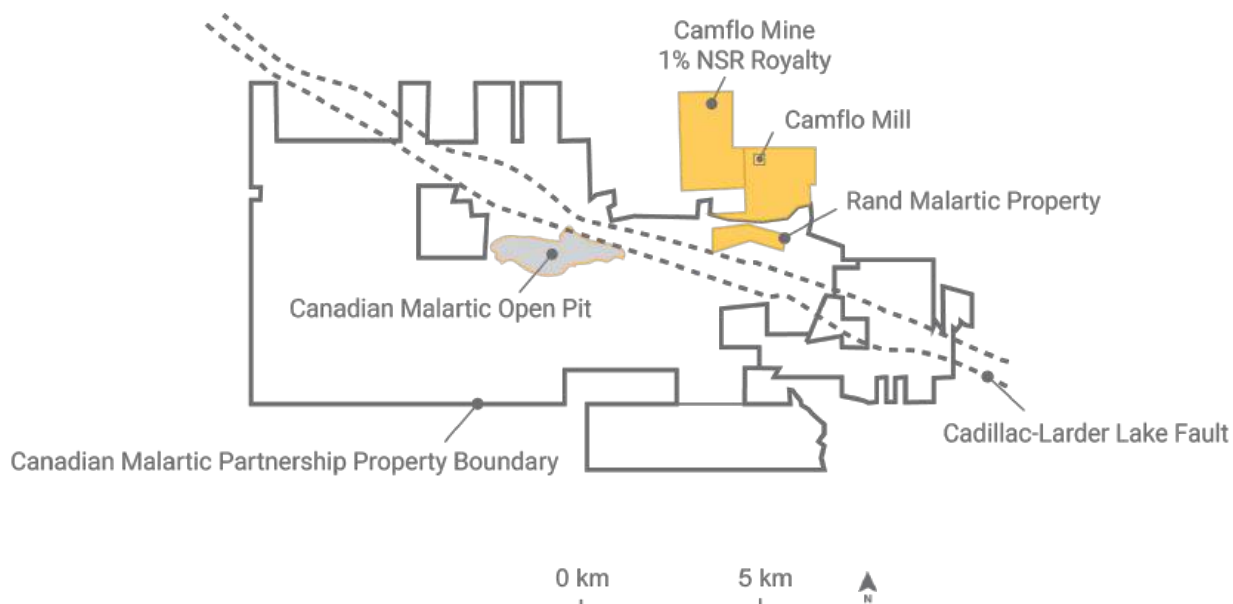 Camflo Mine
1% NSR Royalty
Camflo Mill
Rand Malartic Property
Canadian Malartic Open Pit
Cadillac-Larder Lake Fault
Canadian Malartic Partnership Property Boundary
0 km
5 km
N